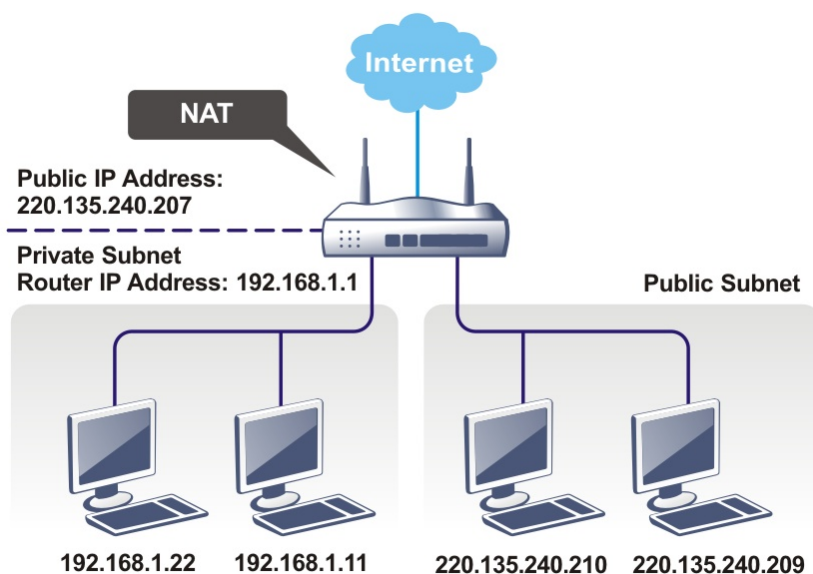 Internet
NAT
Public IP Address:
220.135.240.207
Private Subnet
Router IP Address: 192.168.1.1
Public Subnet
192.168.1.22
192.168.1.11
220.135.240.210
220.135.240.209